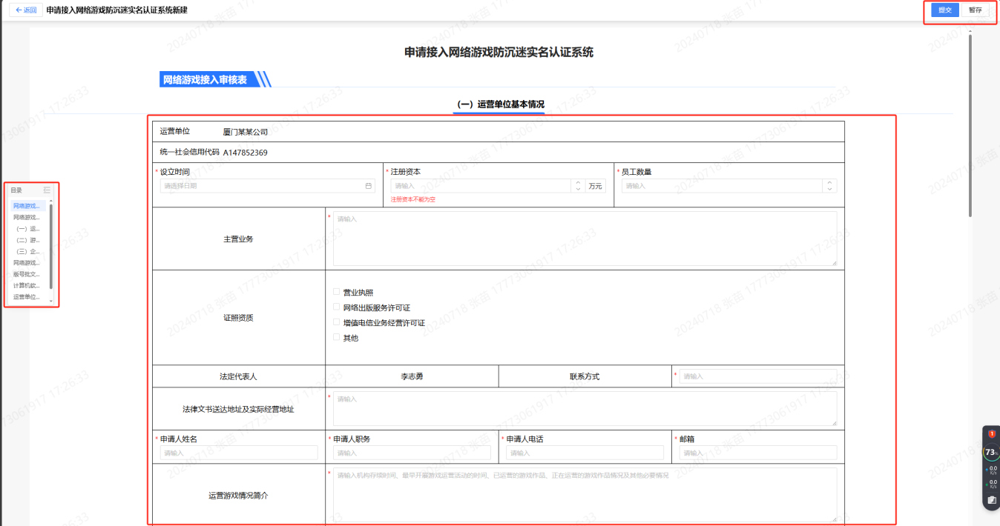 返回 申请接入网络游戏防沉迷实名认证系统新建 提交 暂存
申请接入网络游戏防沉迷实名认证系统
网络游戏接入审核表
（一）运营单位基本情况
运营单位 厦门某某公司
统一社会信用代码 A147852369
* 设立时间 * 注册资本 * 员工数量
请选择日期 请输入 万元 请输入
注册资本不能为空
目录
网络游戏...
网络游戏...
（一）运...
（二）游...
（三）企...
网络游戏...
版号批文...
计算机软...
运营单位...
主营业务 * 请输入
证照资质
营业执照
网络出版服务许可证
增值电信业务经营许可证
其他
法定代表人 李志勇 联系方式 * 请输入
法律文书送达地址及实际经营地址 * 请输入
* 申请人姓名 * 申请人职务 * 申请人电话 * 邮箱
请输入 请输入 请输入 请输入
运营游戏情况简介 * 请输入机构存续时间、最早开展游戏运营活动的时间、已运营的游戏作品、正在运营的游戏作品情况及其他必要情况
1
73%
0.0
K/s
0.0
K/s
20240718 张苗 17773061917 17:26:33